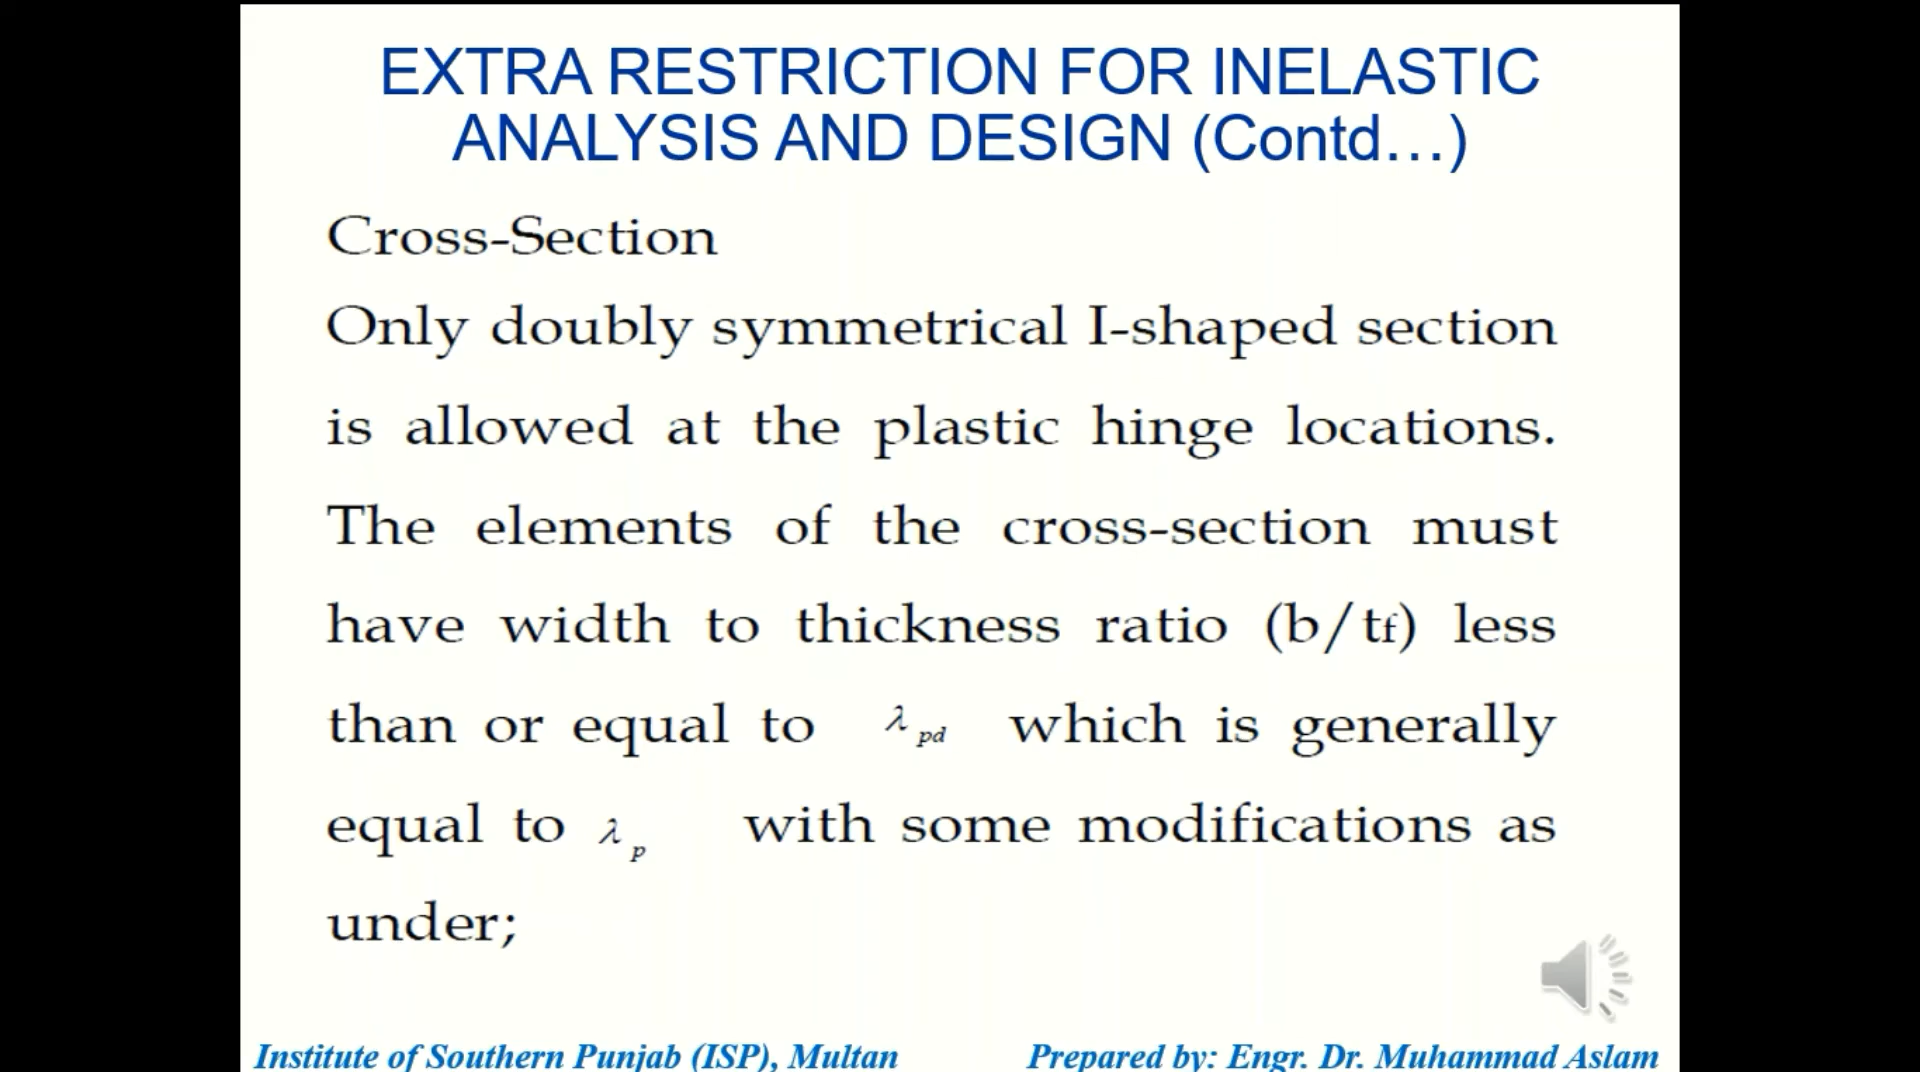 EXTRA RESTRICTION FOR INELASTIC
ANALYSIS AND DESIGN (Contd…)
Cross-Section
Only doubly symmetrical I-shaped section
is allowed at the plastic hinge locations.
The elements of the cross-section must
have width to thickness ratio (b/tf) less
than or equal to λpd which is generally
equal to λp with some modifications as
under;
Institute of Southern Punjab (ISP), Multan
Prepared by: Engr. Dr. Muhammad Aslam